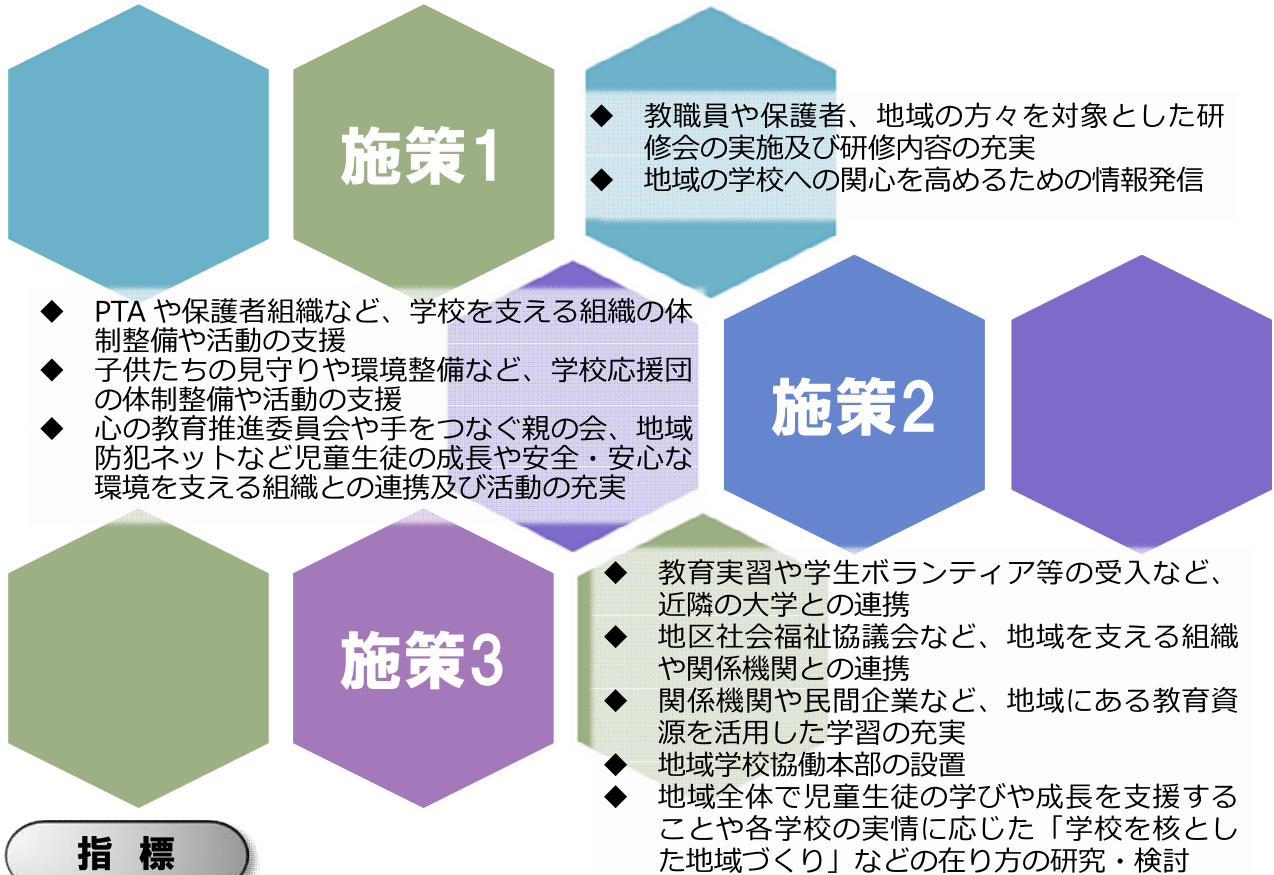 施策1
◆ 教職員や保護者、地域の方々を対象とした研
修会の実施及び研修内容の充実
◆ 地域の学校への関心を高めるための情報発信
◆ PTA や保護者組織など、学校を支える組織の体
制整備や活動の支援
◆ 子供たちの見守りや環境整備など、学校応援団
の体制整備や活動の支援
◆ 心の教育推進委員会や手をつなぐ親の会、地域
防犯ネットなど児童生徒の成長や安全・安心な
環境を支える組織との連携及び活動の充実
施策2
施策3
◆ 教育実習や学生ボランティア等の受入など、
近隣の大学との連携
◆ 地区社会福祉協議会など、地域を支える組織
や関係機関との連携
◆ 関係機関や民間企業など、地域にある教育資
源を活用した学習の充実
◆ 地域学校協働本部の設置
◆ 地域全体で児童生徒の学びや成長を支援する
ことや各学校の実情に応じた「学校を核とし
た地域づくり」などの在り方の研究・検討
指 標